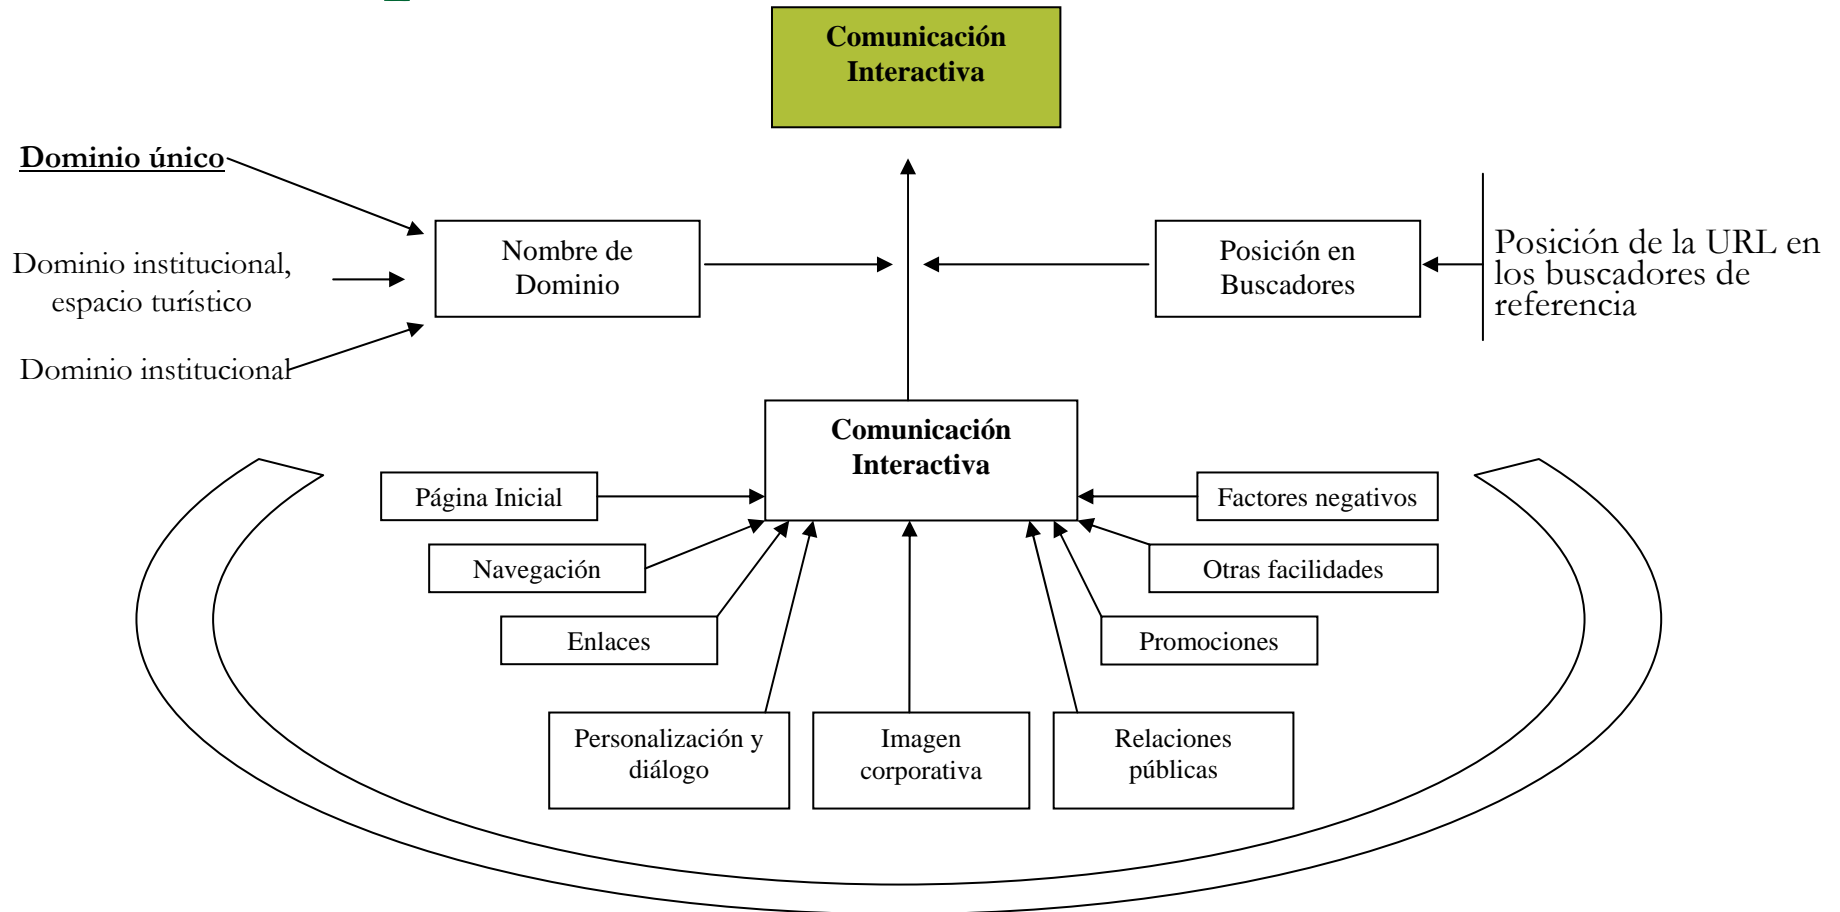 Comunicación
Interactiva
Dominio único
Dominio institucional,
espacio turístico
Dominio institucional
Nombre de
Dominio
Posición en
Buscadores
Posición de la URL en
los buscadores de
referencia
Comunicación
Interactiva
Página Inicial
Factores negativos
Navegación
Otras facilidades
Enlaces
Promociones
Personalización y
diálogo
Imagen
corporativa
Relaciones
públicas